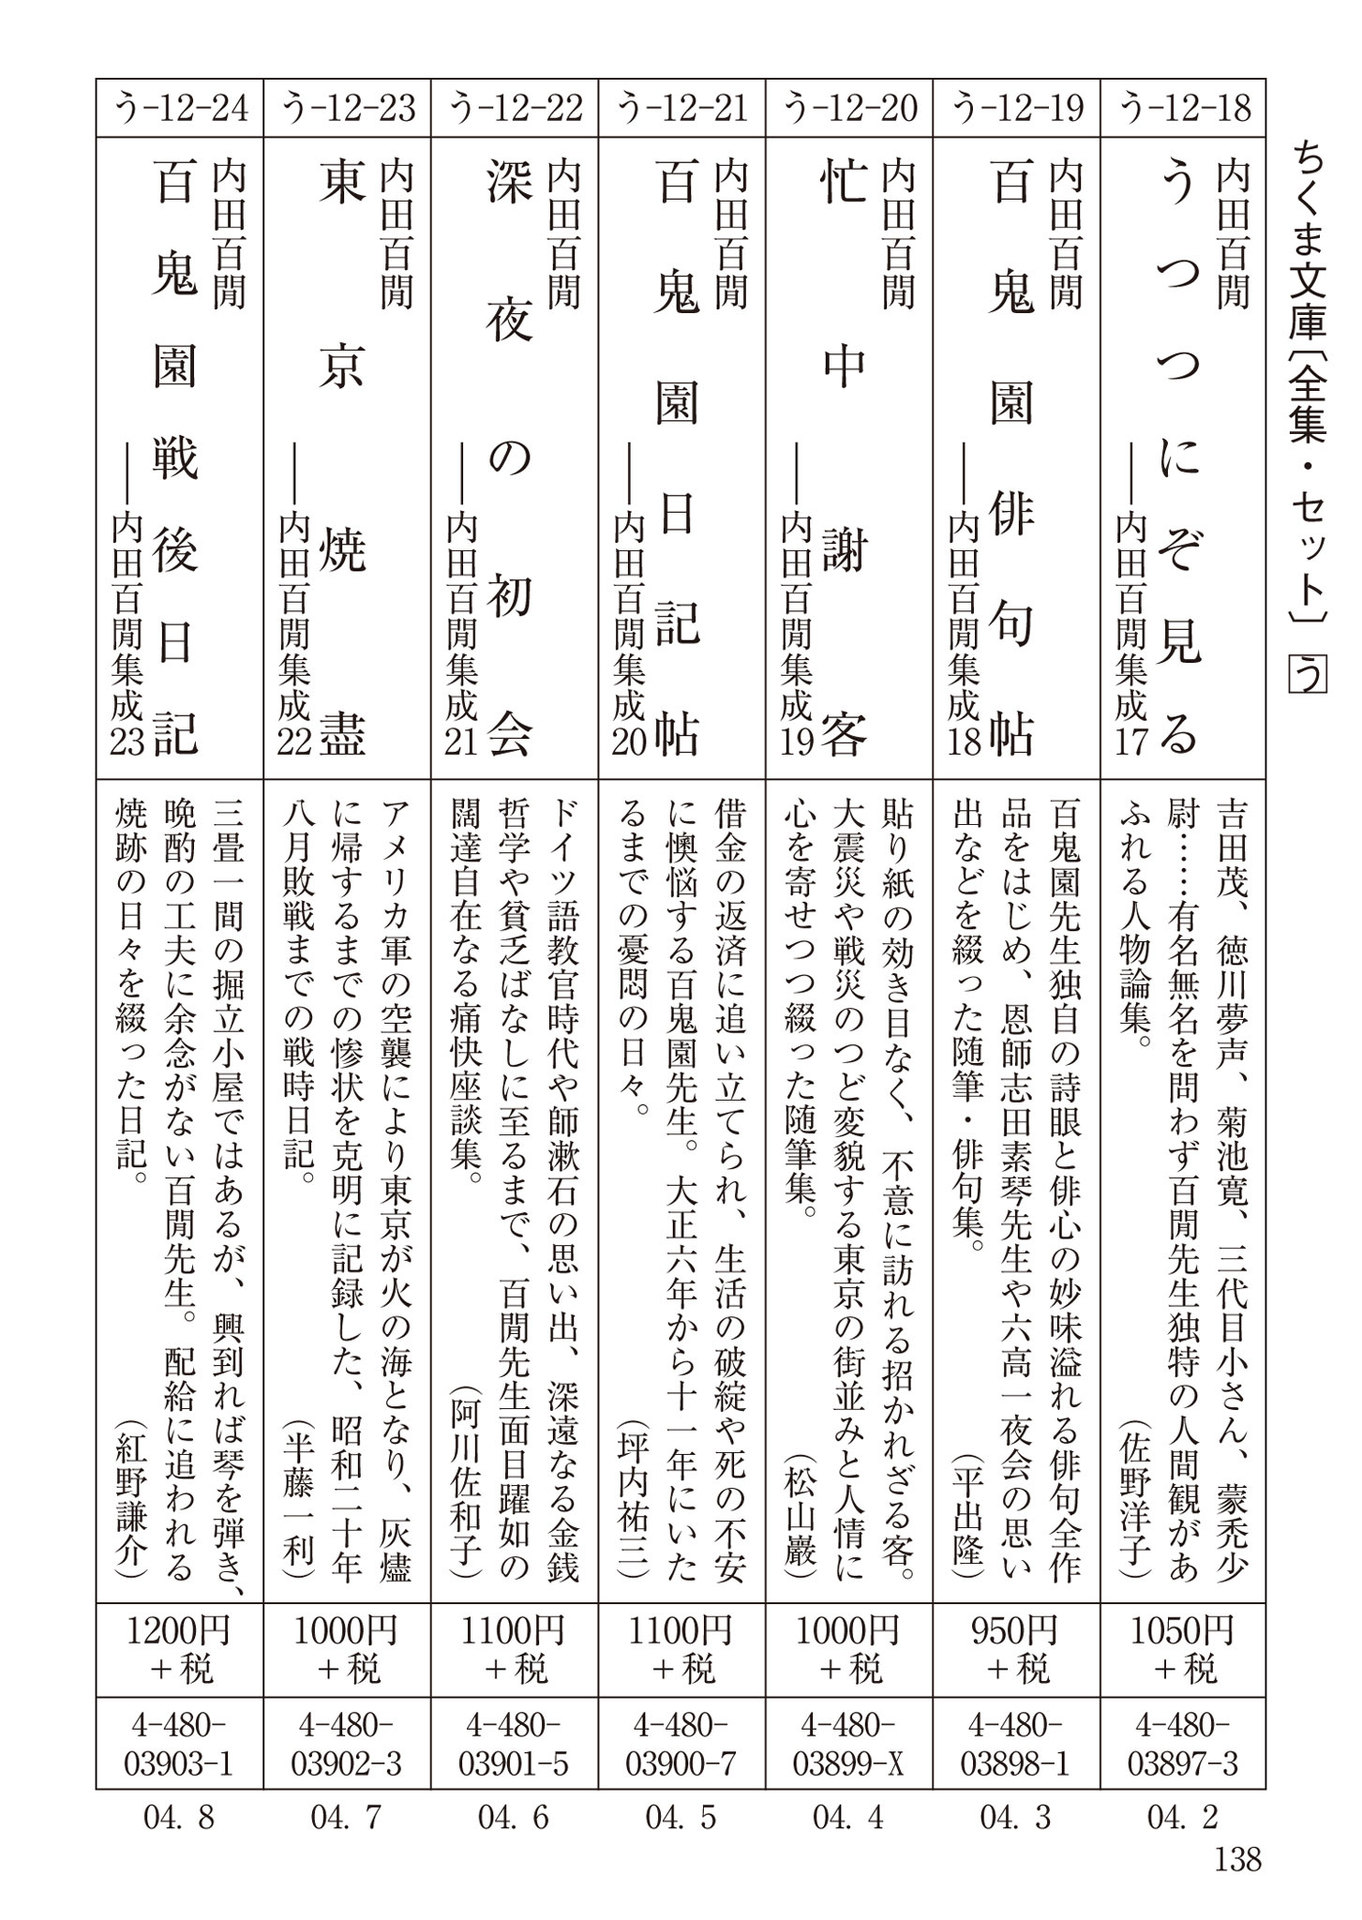 ちくま文庫〔全集・セット〕 う
う-12-18
内田百閒
うつつにぞ見る
――内田百閒集成17
吉田茂、徳川夢声、菊池寛、三代目小さん、蒙禿少
尉……有名無名を問わず百閒先生独特の人間観があ
ふれる人物論集。
（佐野洋子）
1050円
＋税
4-480-
03897-3
04. 2
う-12-19
内田百閒
百鬼園俳句帖
――内田百閒集成18
百鬼園先生独自の詩眼と俳心の妙味溢れる俳句全作
品をはじめ、恩師志田素琴先生や六高一夜会の思い
出などを綴った随筆・俳句集。
（平出隆）
950円
＋税
4-480-
03898-1
04. 3
う-12-20
内田百閒
忙中謝客
――内田百閒集成19
貼り紙の効き目なく、不意に訪れる招かれざる客。
大震災や戦災のつど変貌する東京の街並みと人情に
心を寄せつつ綴った随筆集。
（松山巖）
1000円
＋税
4-480-
03899-X
04. 4
う-12-21
内田百閒
百鬼園日記帖
――内田百閒集成20
借金の返済に追い立てられ、生活の破綻や死の不安
に懊悩する百鬼園先生。大正六年から十一年にいた
るまでの憂悶の日々。
（坪内祐三）
1100円
＋税
4-480-
03900-7
04. 5
う-12-22
内田百閒
深夜の初会
――内田百閒集成21
ドイツ語教官時代や師漱石の思い出、深遠なる金銭
哲学や貧乏ばなしに至るまで、百閒先生面目躍如の
闊達自在なる痛快座談集。
（阿川佐和子）
1100円
＋税
4-480-
03901-5
04. 6
う-12-23
内田百閒
東京焼盡
――内田百閒集成22
アメリカ軍の空襲により東京が火の海となり、灰燼
に帰するまでの惨状を克明に記録した、昭和二十年
八月敗戦までの戦時日記。
（半藤一利）
1000円
＋税
4-480-
03902-3
04. 7
う-12-24
内田百閒
百鬼園戦後日記
――内田百閒集成23
三畳一間の掘立小屋ではあるが、興到れば琴を弾き、
晩酌の工夫に余念がない百閒先生。配給に追われる
焼跡の日々を綴った日記。
（紅野謙介）
1200円
＋税
4-480-
03903-1
04. 8
138